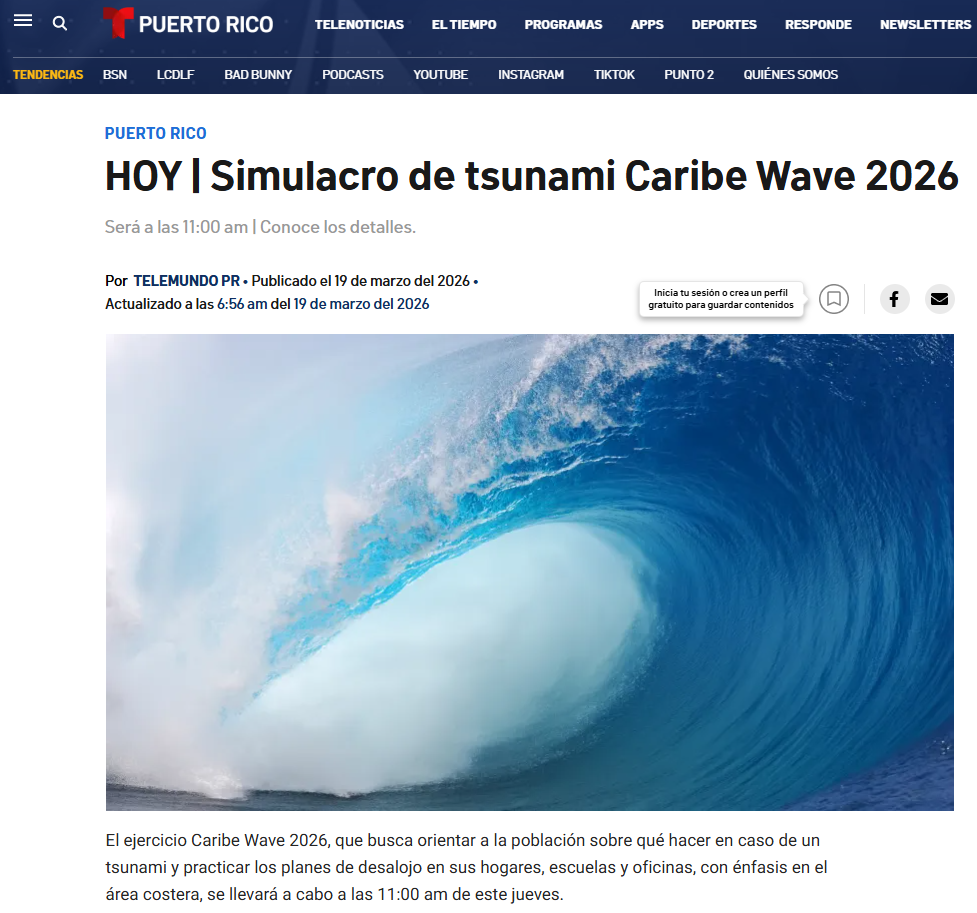 PUERTO RICO
TELENOTICIAS EL TIEMPO PROGRAMAS APPS DEPORTES RESPONDE NEWSLETTERS
TENDENCIAS BSN LCDLF BAD BUNNY PODCASTS YOUTUBE INSTAGRAM TIKTOK PUNTO 2 QUIÉNES SOMOS
PUERTO RICO
HOY | Simulacro de tsunami Caribe Wave 2026
Será a las 11:00 am | Conoce los detalles.
Por TELEMUNDO PR • Publicado el 19 de marzo del 2026 •
Actualizado a las 6:56 am del 19 de marzo del 2026
Inicia tu sesión o crea un perfil
gratuito para guardar contenidos
El ejercicio Caribe Wave 2026, que busca orientar a la población sobre qué hacer en caso de un
tsunami y practicar los planes de desalojo en sus hogares, escuelas y oficinas, con énfasis en el
área costera, se llevará a cabo a las 11:00 am de este jueves.